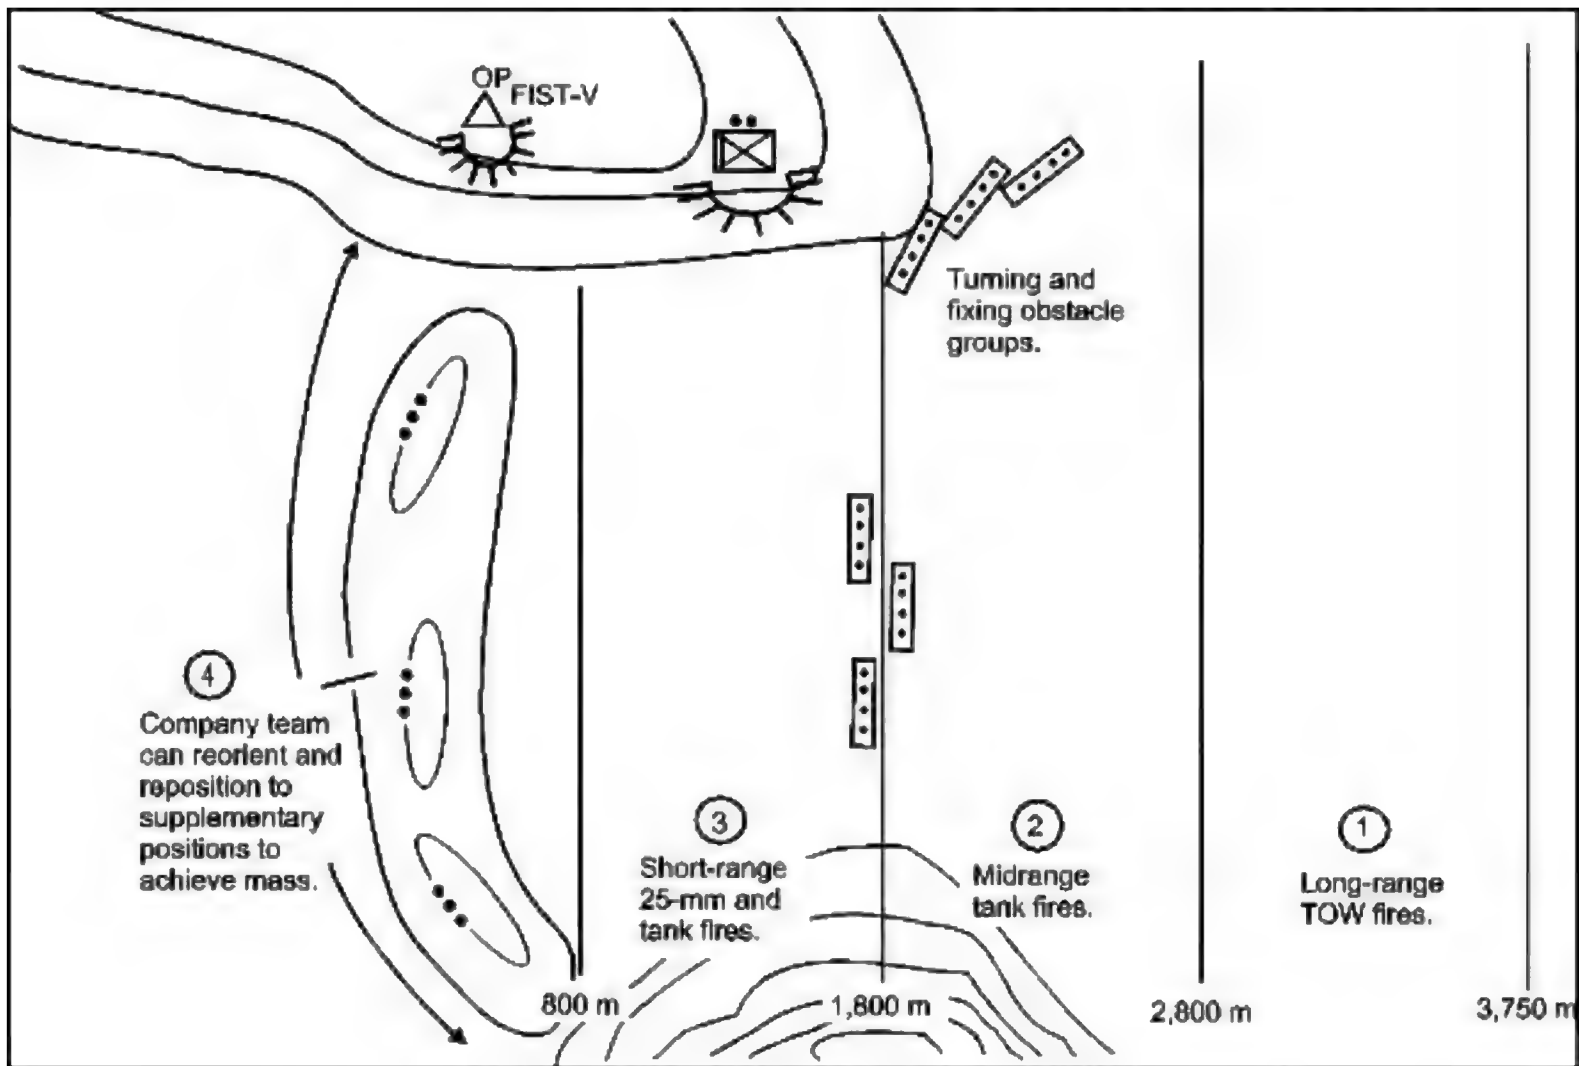 OP
FIST-V
Turning and
fixing obstacle
groups.
4
Company team
can reorient and
reposition to
supplementary
positions to
achieve mass.
3
Short-range
25-mm and
tank fires.
2
Midrange
tank fires.
1
Long-range
TOW fires.
800 m
1,800 m
2,800 m
3,750 m